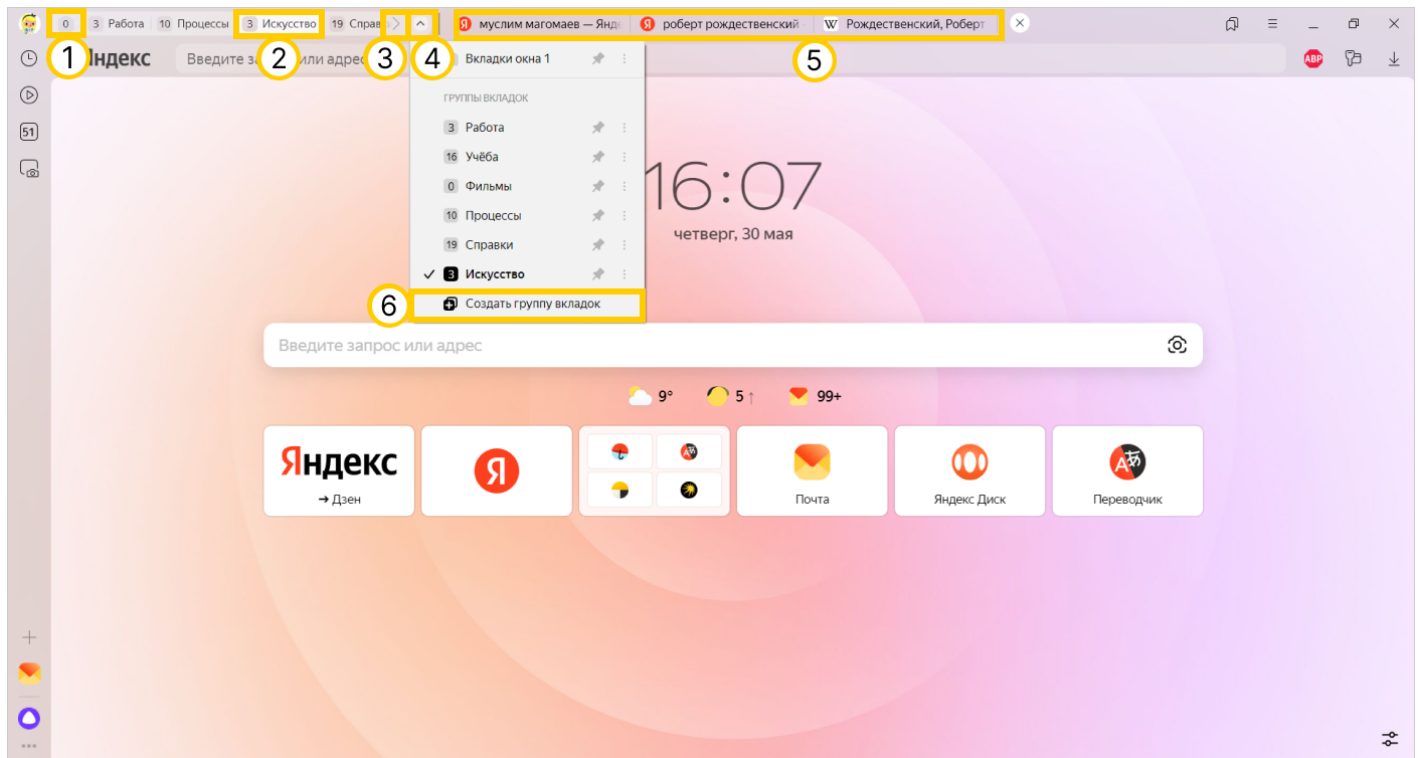 0 3 Работа 10 Процессы 3 Искусство 19 Справ муслим магомаев — Янд роберт рождественский - W Рождественский, Роберт
1 ндекс Введите з 2 или адрес 3 4 Вкладки окна 1 5 ABP
ГРУППЫ ВКЛАДОК
51
3 Работа
16 Учёба
0 Фильмы
10 Процессы
19 Справки
3 Искусство
6 Создать группу вкладок
16:07
четверг, 30 мая
Введите запрос или адрес
9° 5↑ 99+
Яндекс
→ Дзен
Я
Почта
Яндекс Диск
Переводчик